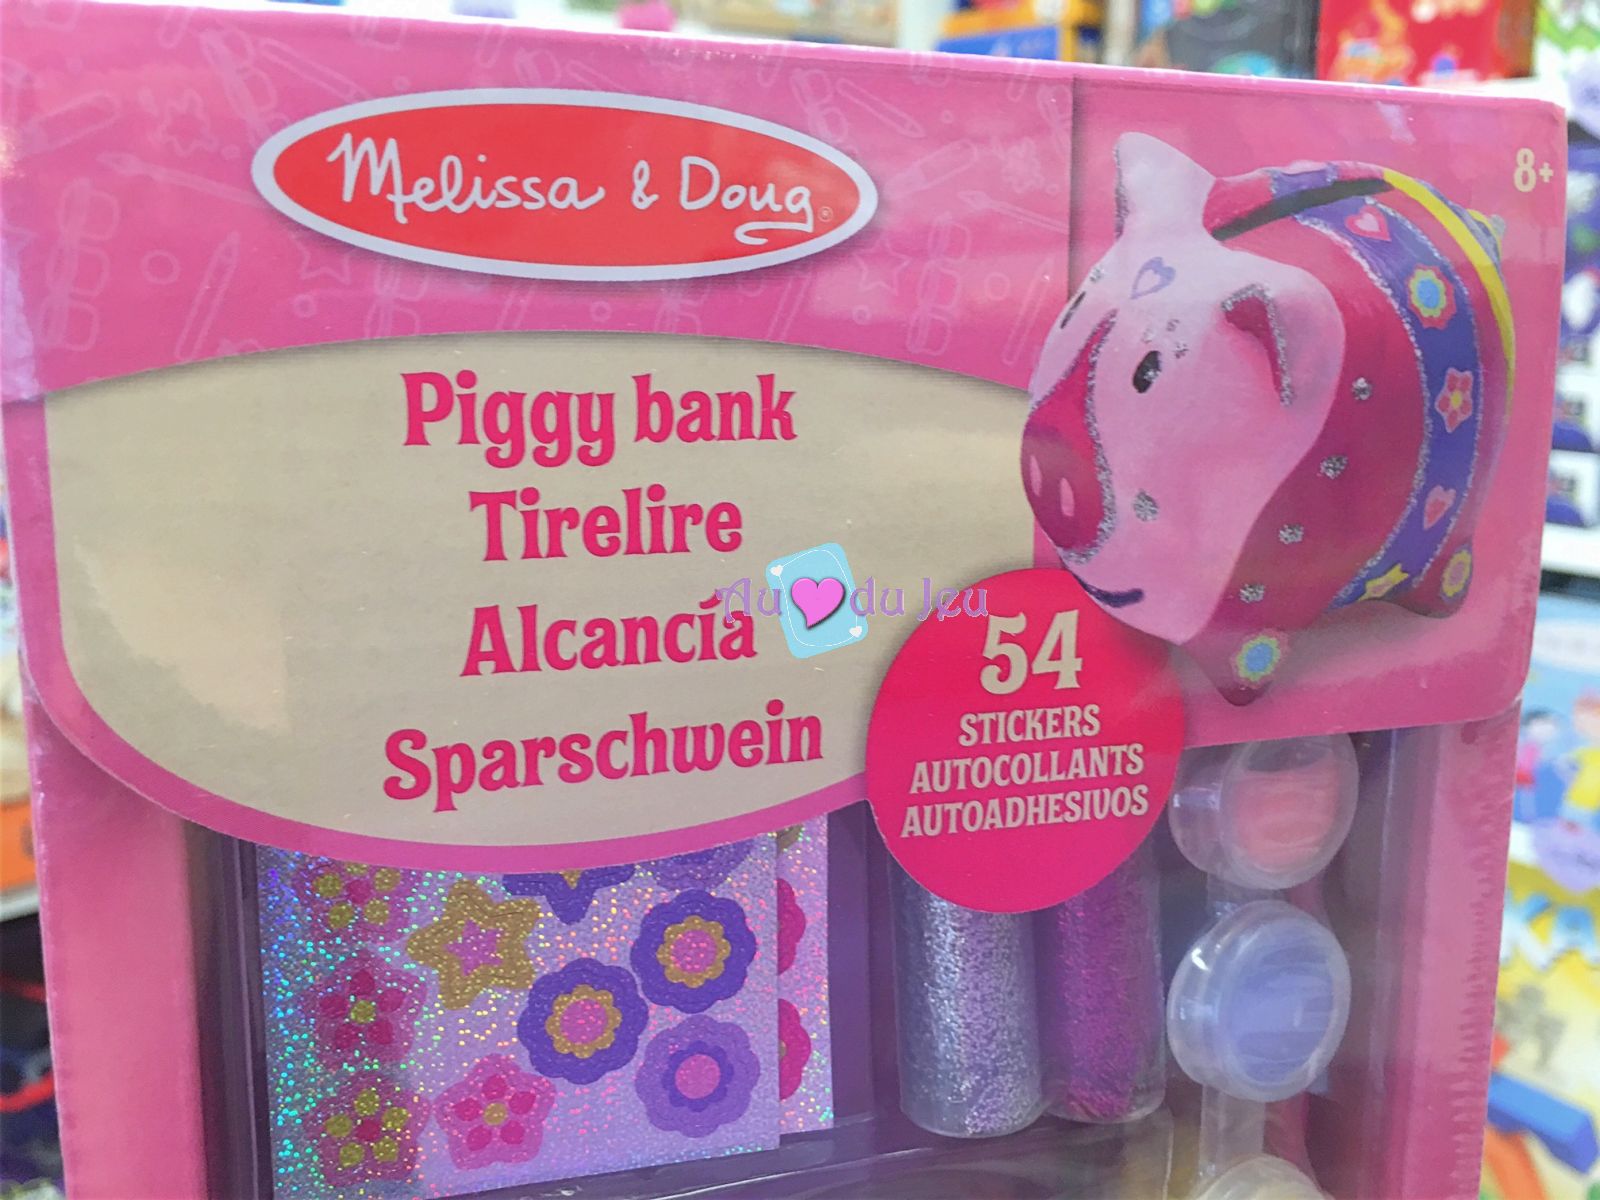 Melissa & Doug®
8+
Piggy bank
Tirelire
Alcancía
Sparschwein
Au du Jeu
54
STICKERS
AUTOCOLLANTS
AUTOADHESIVOS